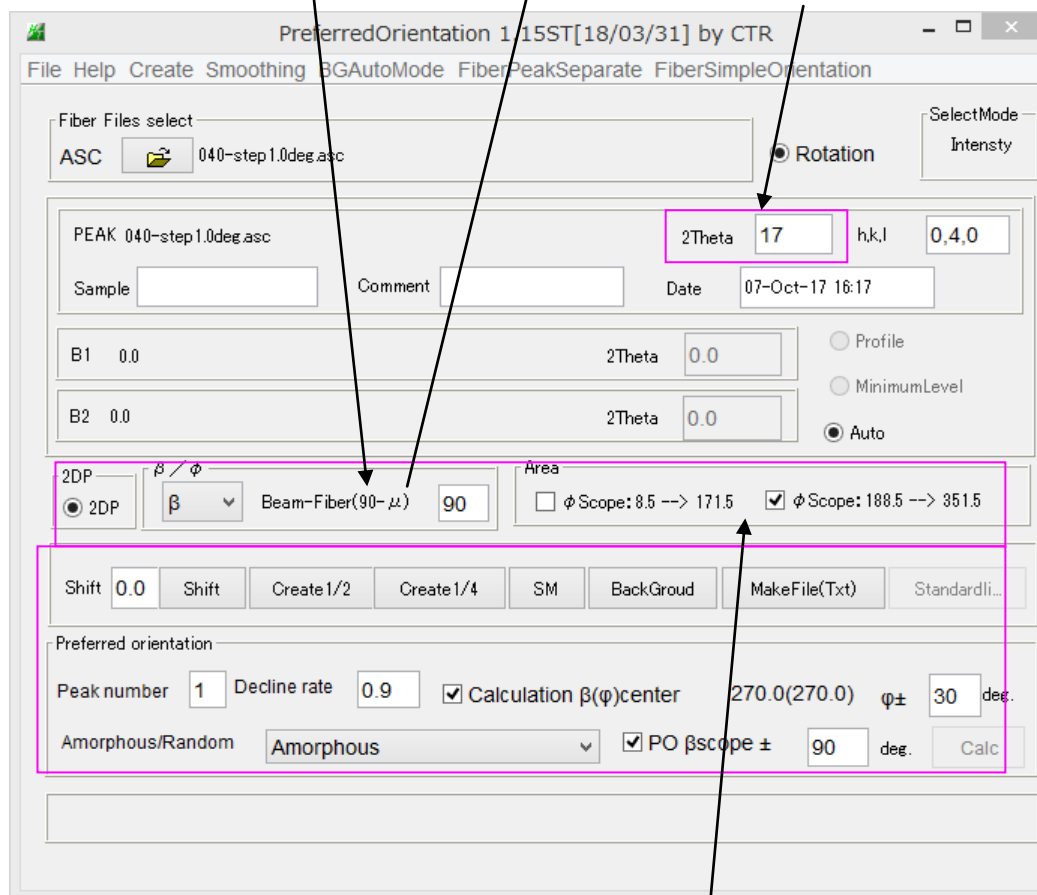 PreferredOrientation 1.15ST[18/03/31] by CTR
File Help Create Smoothing BGAutoMode FiberPeakSeparate FiberSimpleOrientation
Fiber Files select
SelectMode
ASC 040-step1.0deg.asc Rotation Intensty
PEAK 040-step1.0deg.asc 2Theta 17 h,k,l 0,4,0
Sample Comment Date 07-Oct-17 16:17
B1 0.0 2Theta 0.0 Profile
MinimumLevel
B2 0.0 2Theta 0.0 Auto
2DP β/φ Area
2DP β Beam-Fiber(90-μ) 90 φScope:8.5 --> 171.5 φScope:188.5 --> 351.5
Shift 0.0 Shift Create1/2 Create1/4 SM BackGroud MakeFile(Txt) Standardli...
Preferred orientation
Peak number 1 Decline rate 0.9 Calculation β(φ)center 270.0(270.0) φ± 30 deg.
Amorphous/Random Amorphous PO βscope ± 90 deg. Calc